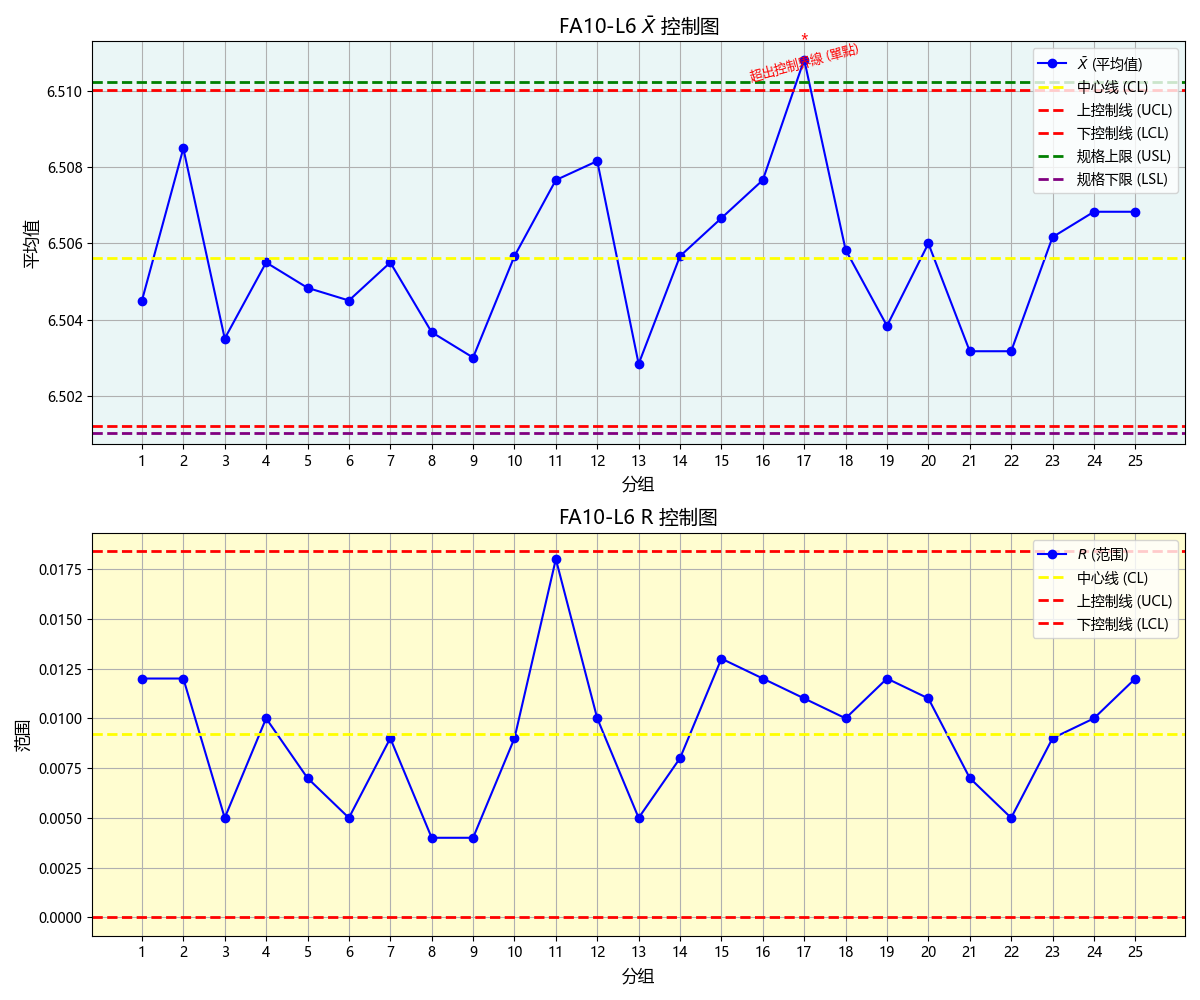 FA10-L6 X̄ 控制图
*
超出控制界線 (單點)
X̄ (平均值)
中心线 (CL)
上控制线 (UCL)
下控制线 (LCL)
规格上限 (USL)
规格下限 (LSL)
平均值
6.510
6.508
6.506
6.504
6.502
1 2 3 4 5 6 7 8 9 10 11 12 13 14 15 16 17 18 19 20 21 22 23 24 25
分组
FA10-L6 R 控制图
R (范围)
中心线 (CL)
上控制线 (UCL)
下控制线 (LCL)
范围
0.0175
0.0150
0.0125
0.0100
0.0075
0.0050
0.0025
0.0000
1 2 3 4 5 6 7 8 9 10 11 12 13 14 15 16 17 18 19 20 21 22 23 24 25
分组